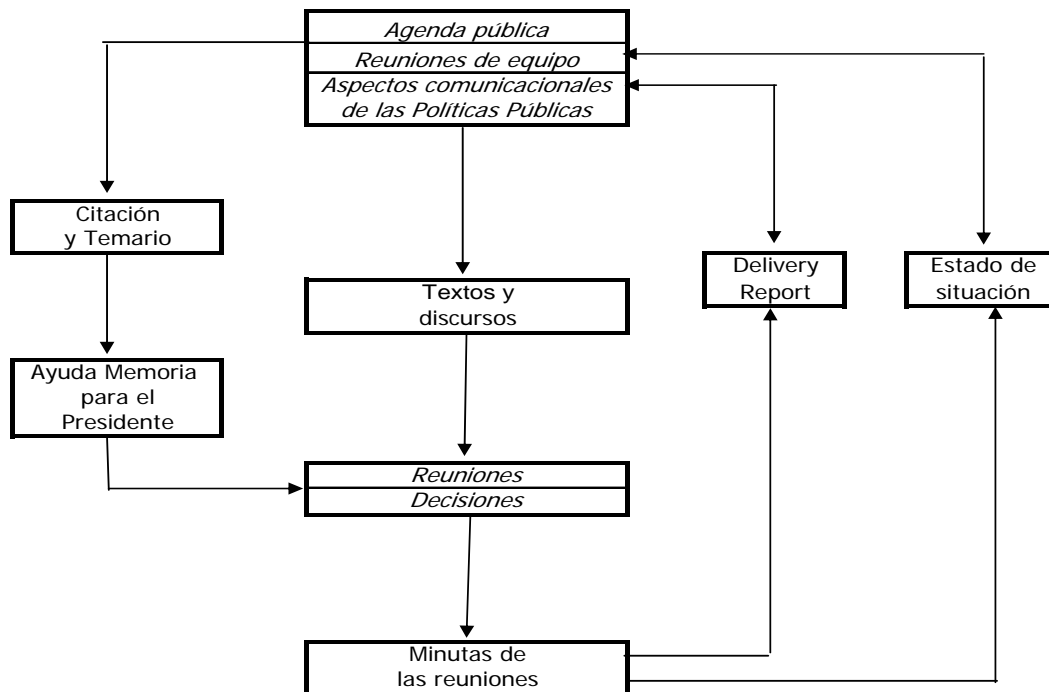 Agenda pública
Reuniones de equipo
Aspectos comunicacionales
de las Políticas Públicas
Citación
y Temario
Delivery
Report
Estado de
situación
Textos y
discursos
Ayuda Memoria
para el
Presidente
Reuniones
Decisiones
Minutas de
las reuniones